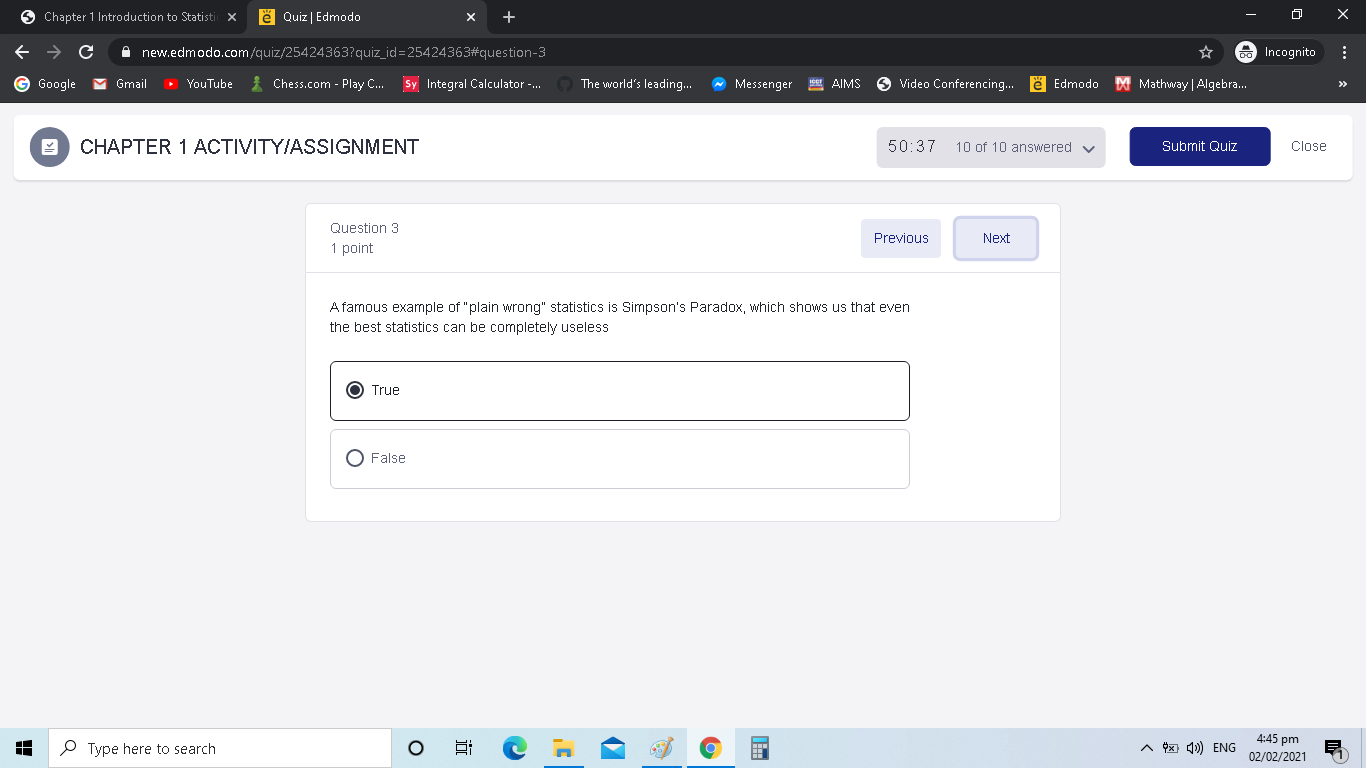 Chapter 1 Introduction to Statisti
Quiz | Edmodo
new.edmodo.com/quiz/25424363?quiz_id=25424363#question-3
Incognito
Google
Gmail
YouTube
Chess.com - Play C...
Sy
Integral Calculator -...
The world's leading...
Messenger
AIMS
Video Conferencing...
Edmodo
Mathway | Algebra...
»
CHAPTER 1 ACTIVITY/ASSIGNMENT
50:37
10 of 10 answered
Submit Quiz
Close
Question 3
1 point
Previous
Next
A famous example of "plain wrong" statistics is Simpson's Paradox, which shows us that even
the best statistics can be completely useless
True
False
Type here to search
ENG
4:45 pm
02/02/2021
1